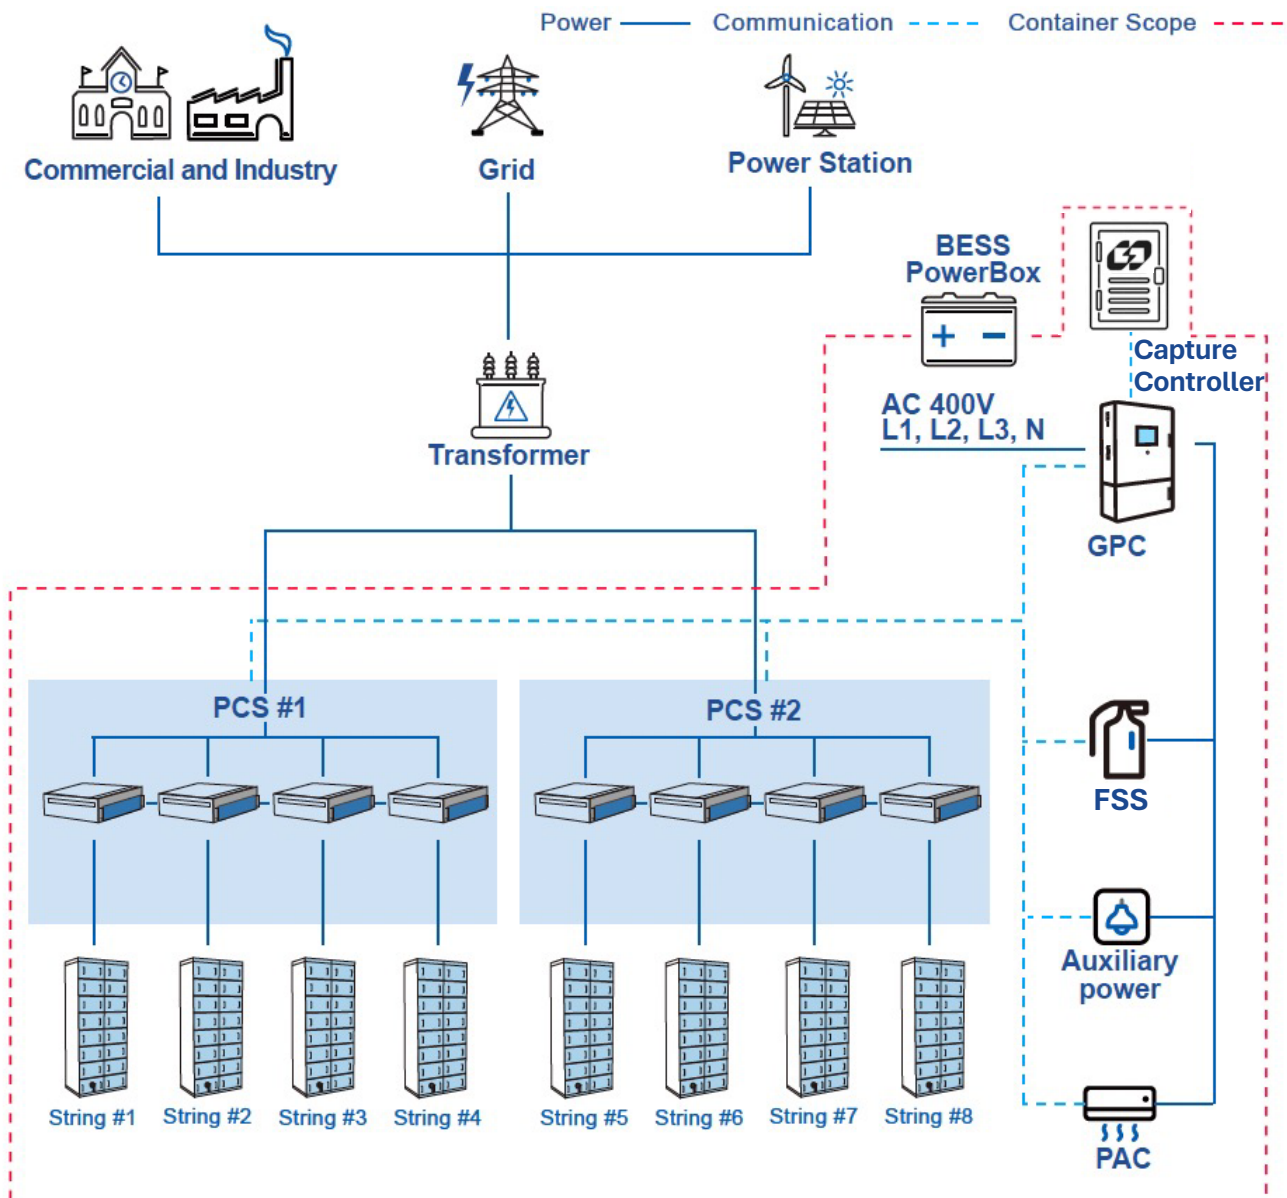 Power
Communication
Container Scope
Commercial and Industry
Grid
Power Station
BESS
PowerBox
Capture
Controller
AC 400V
L1, L2, L3, N
Transformer
GPC
PCS #1
PCS #2
FSS
Auxiliary
power
String #1
String #2
String #3
String #4
String #5
String #6
String #7
String #8
PAC